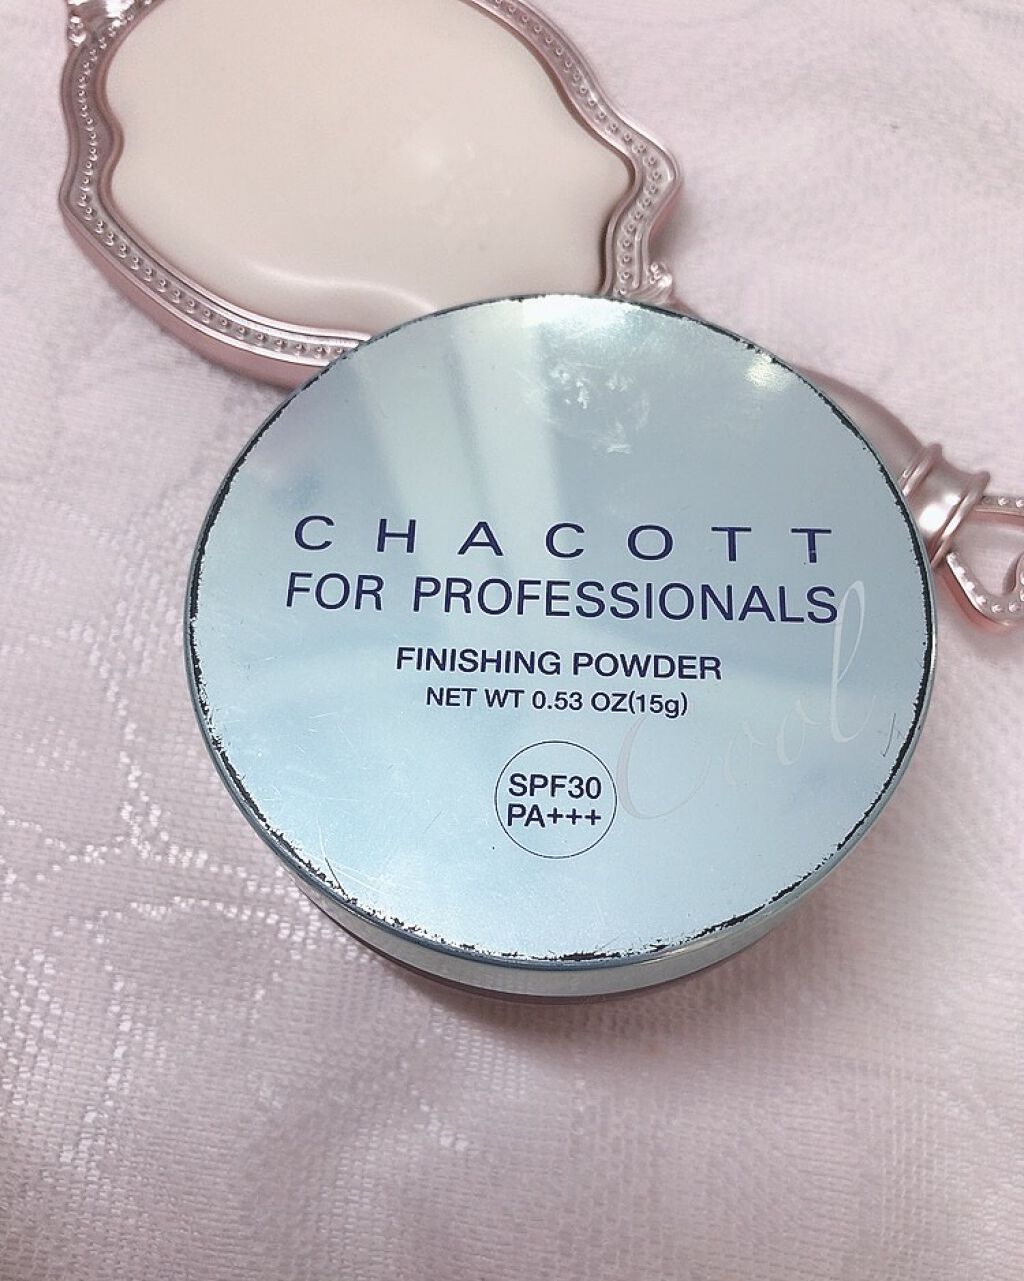 CHACOTT
FOR PROFESSIONALS
FINISHING POWDER
NET WT 0.53 OZ(15g)
Cool
SPF30
PA+++